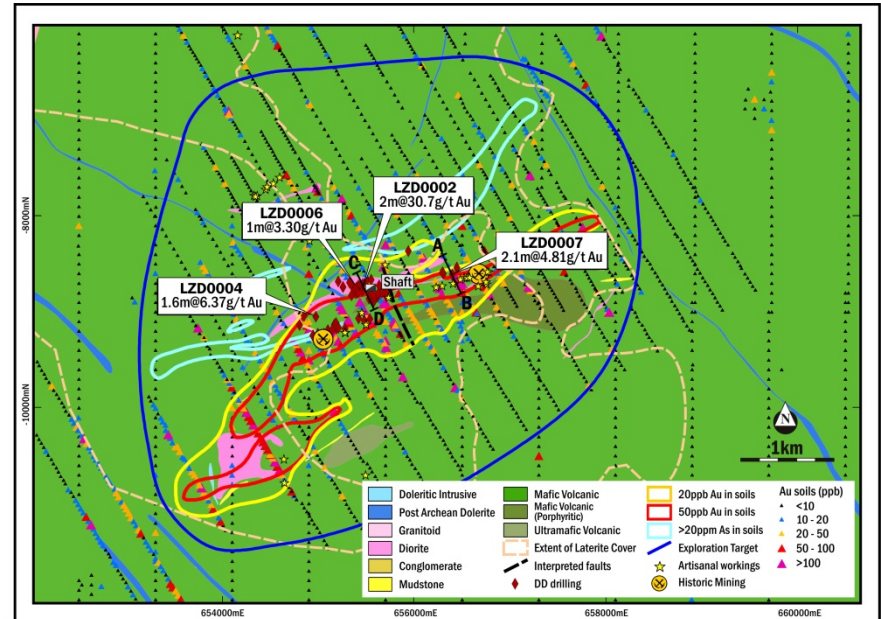 LZD0002
2m@30.7g/t Au
LZD0006
1m@3.30g/t Au
LZD0007
2.1m@4.81g/t Au
LZD0004
1.6m@6.37g/t Au
A
B
C
D
Shaft
-8000mN
-10000mN
N
1km
Doleritic Intrusive
Post Archean Dolerite
Granitoid
Diorite
Conglomerate
Mudstone
Mafic Volcanic
Mafic Volcanic
(Porphyritic)
Ultramafic Volcanic
Extent of Laterite Cover
Interpreted faults
DD drilling
20ppb Au in soils
50ppb Au in soils
>20ppm As in soils
Exploration Target
Artisanal workings
Historic Mining
Au soils (ppb)
<10
10 - 20
20 - 50
50 - 100
>100
654000mE
656000mE
658000mE
660000mE